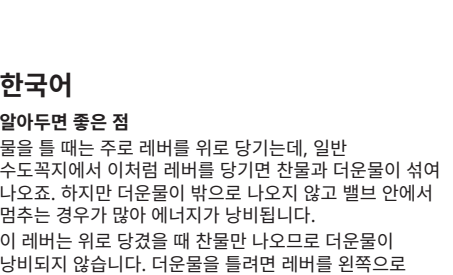 한국어
알아두면 좋은 점
물을 틀 때는 주로 레버를 위로 당기는데, 일반
수도꼭지에서 이처럼 레버를 당기면 찬물과 더운물이 섞여
나오죠. 하지만 더운물이 밖으로 나오지 않고 밸브 안에서
멈추는 경우가 많아 에너지가 낭비됩니다.
이 레버는 위로 당겼을 때 찬물만 나오므로 더운물이
낭비되지 않습니다. 더운물을 틀려면 레버를 왼쪽으로